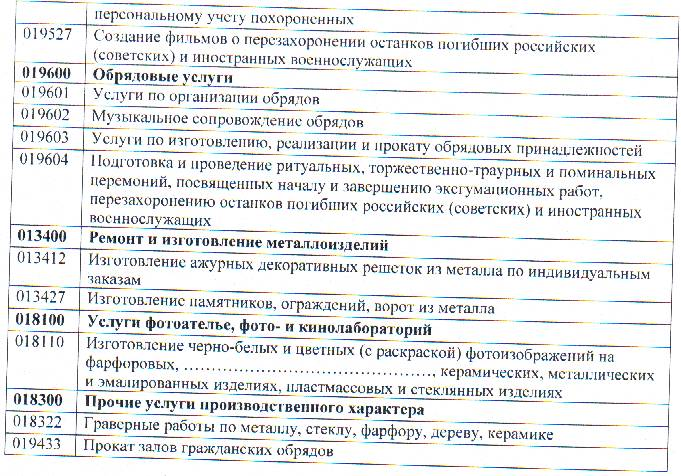 персональному учету похороненных
019527 Создание фильмов о перезахоронении останков погибших российских
(советских) и иностранных военнослужащих
019600 Обрядовые услуги
019601 Услуги по организации обрядов
019602 Музыкальное сопровождение обрядов
019603 Услуги по изготовлению, реализации и прокату обрядовых принадлежностей
019604 Подготовка и проведение ритуальных, торжественно-траурных и поминальных
церемоний, посвященных началу и завершению эксгумационных работ,
перезахоронению останков погибших российских (советских) и иностранных
военнослужащих
013400 Ремонт и изготовление металлоизделий
013412 Изготовление ажурных декоративных решеток из металла по индивидуальным
заказам
013427 Изготовление памятников, ограждений, ворот из металла
018100 Услуги фотоателье, фото- и кинолабораторий
018110 Изготовление черно-белых и цветных (с раскраской) фотоизображений на
фарфоровых, ……………………………………, керамических, металлических
и эмалированных изделиях, пластмассовых и стеклянных изделиях
018300 Прочие услуги производственного характера
018322 Граверные работы по металлу, стеклу, фарфору, дереву, керамике
019433 Прокат залов гражданских обрядов